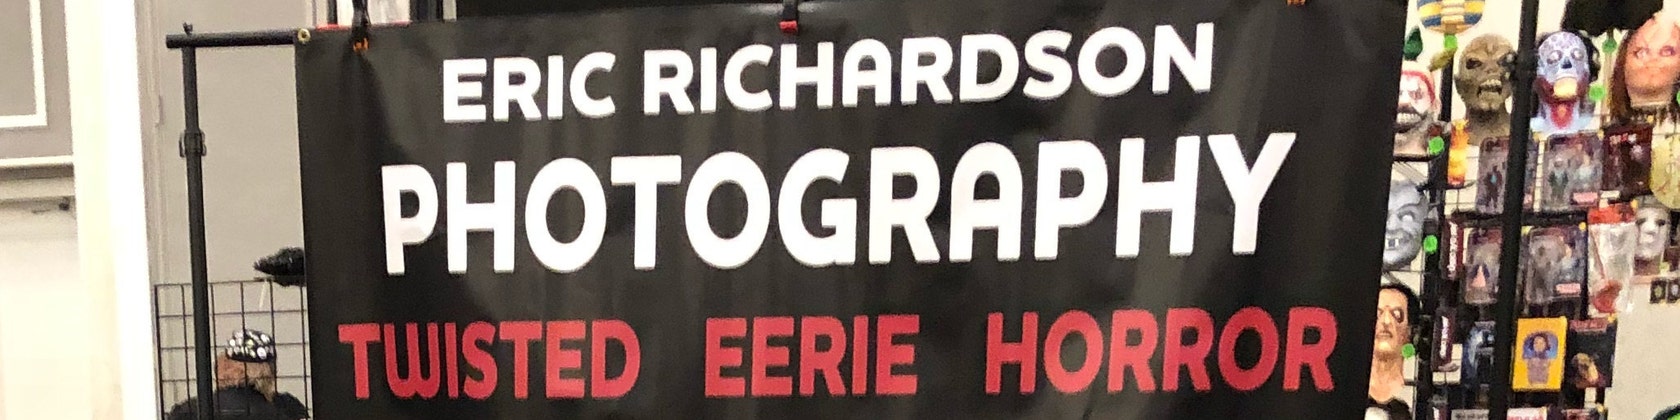 ERIC RICHARDSON
PHOTOGRAPHY
TWISTED EERIE HORROR